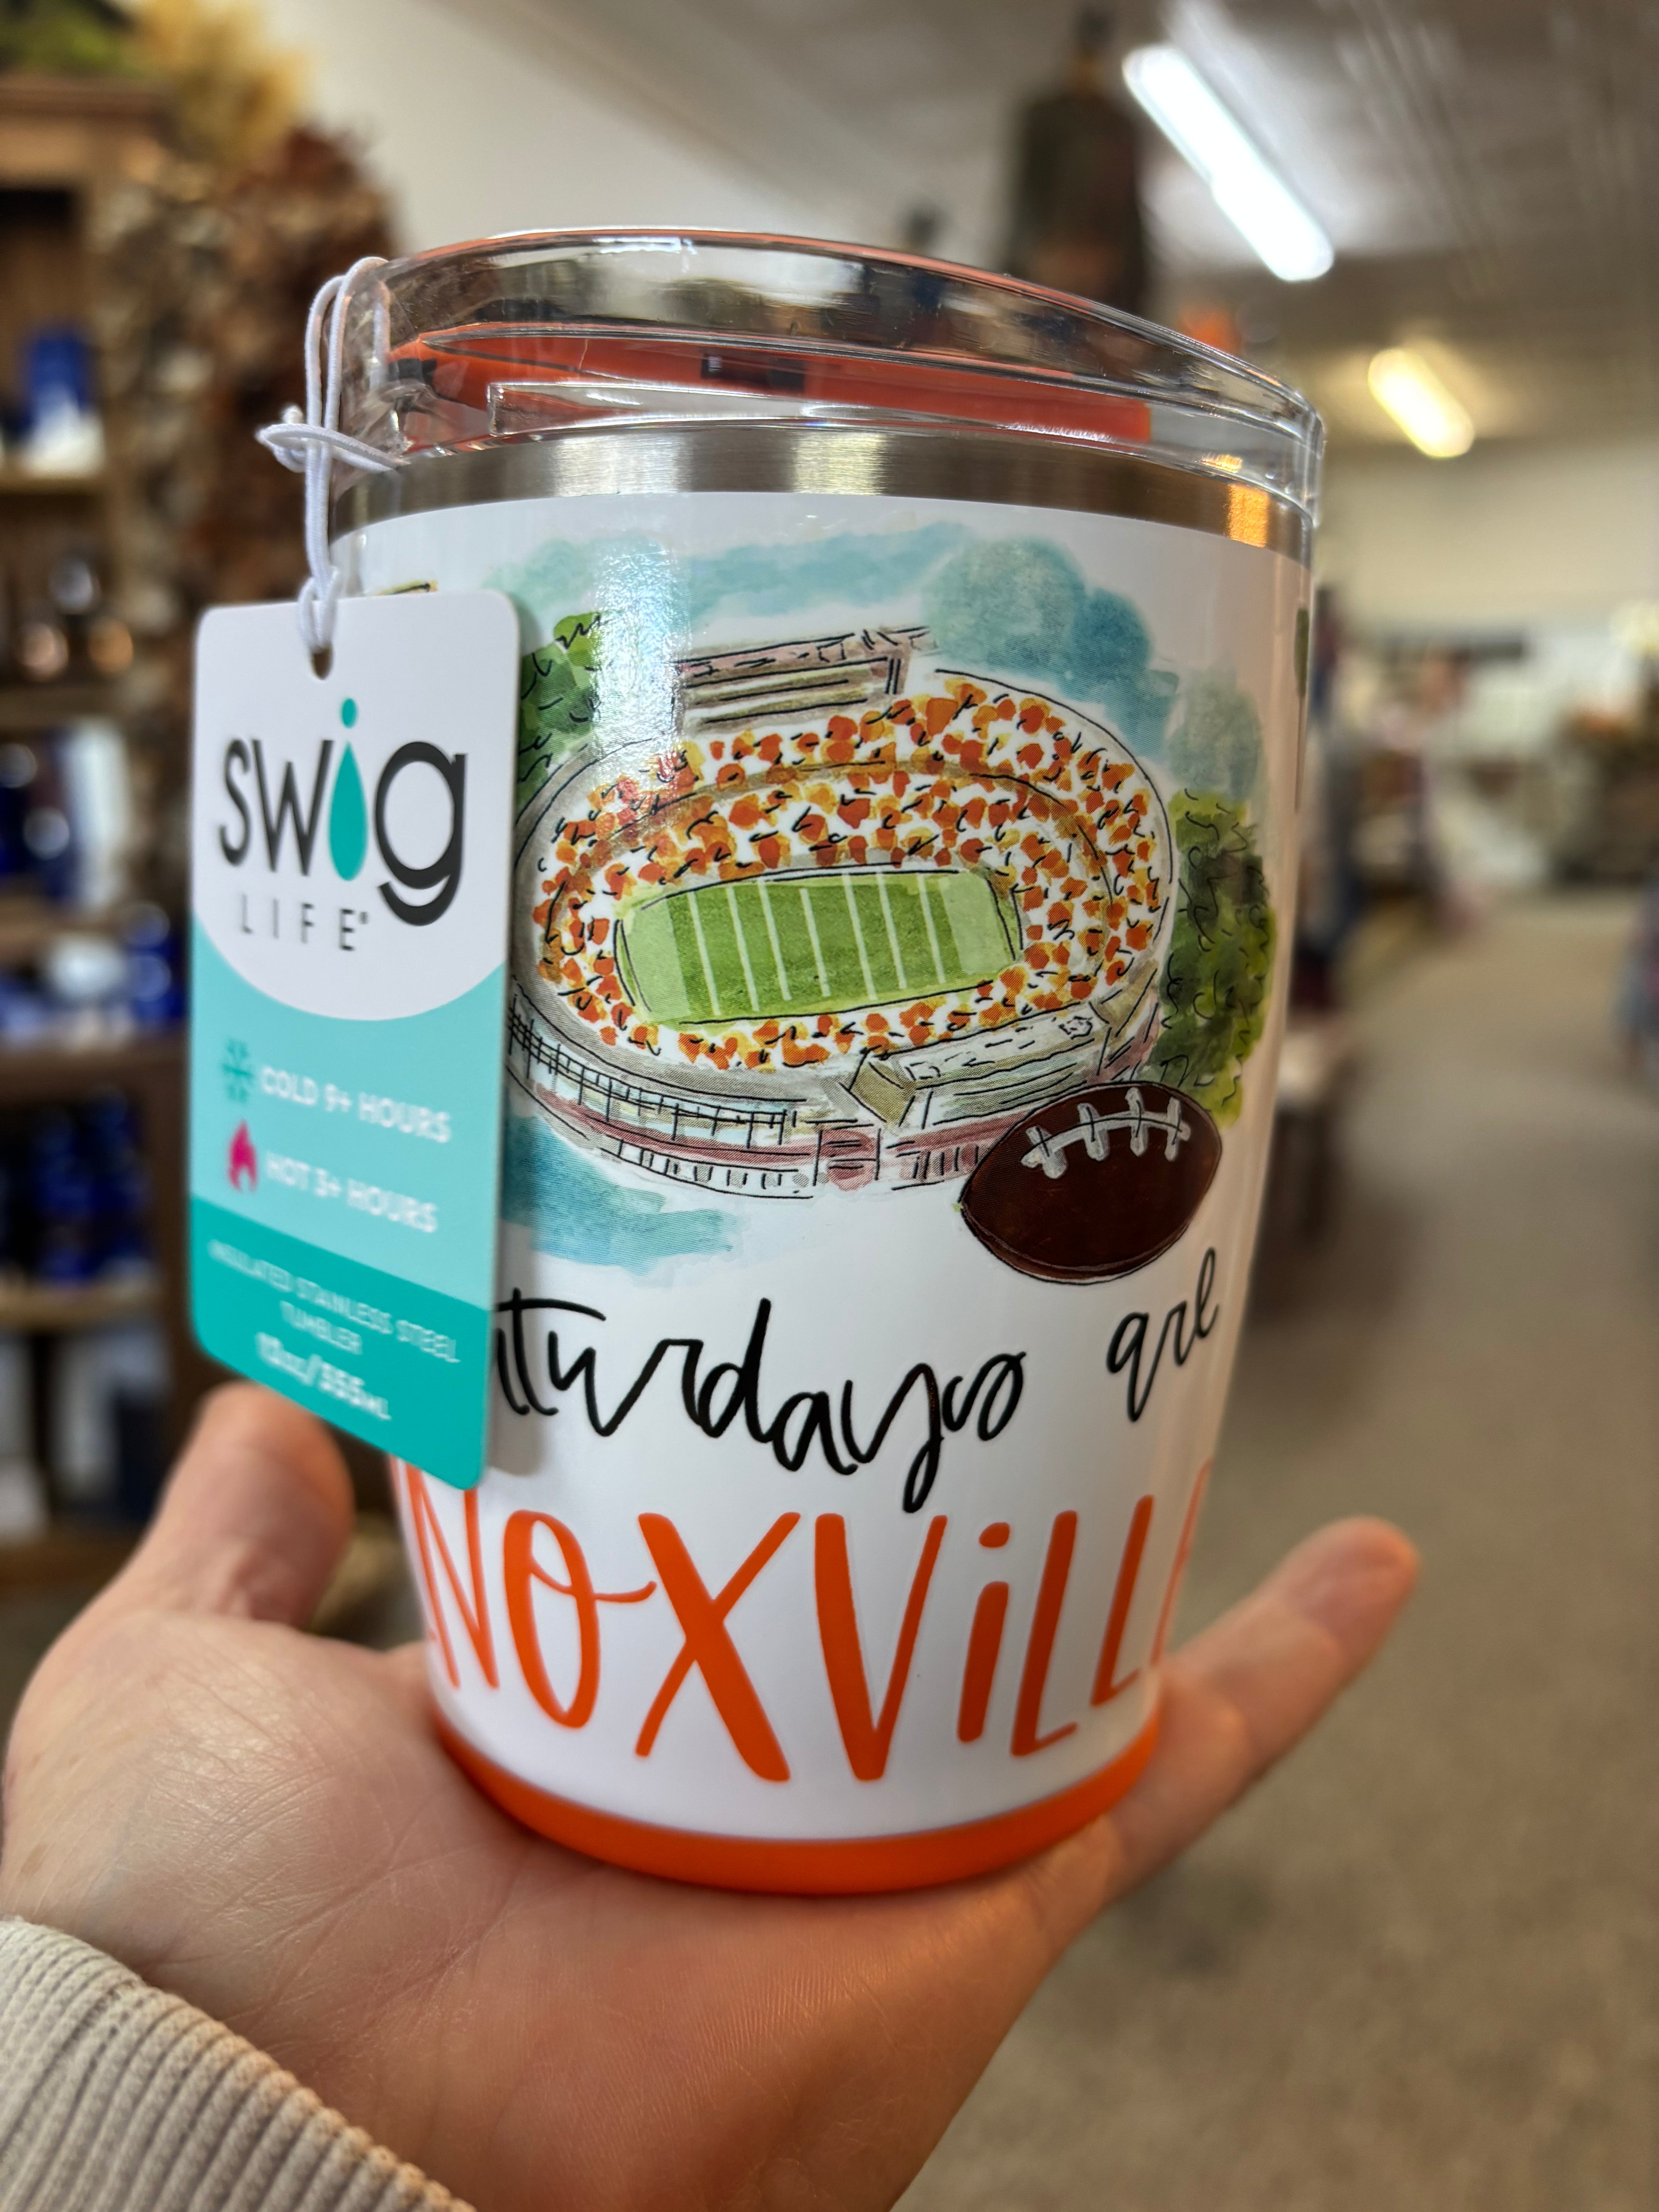 swig
LIFE®
COLD 9+ HOURS
HOT 3+ HOURS
INSULATED STAINLESS STEEL
TUMBLER
12oz/355mL
turdays are
NOXVILL